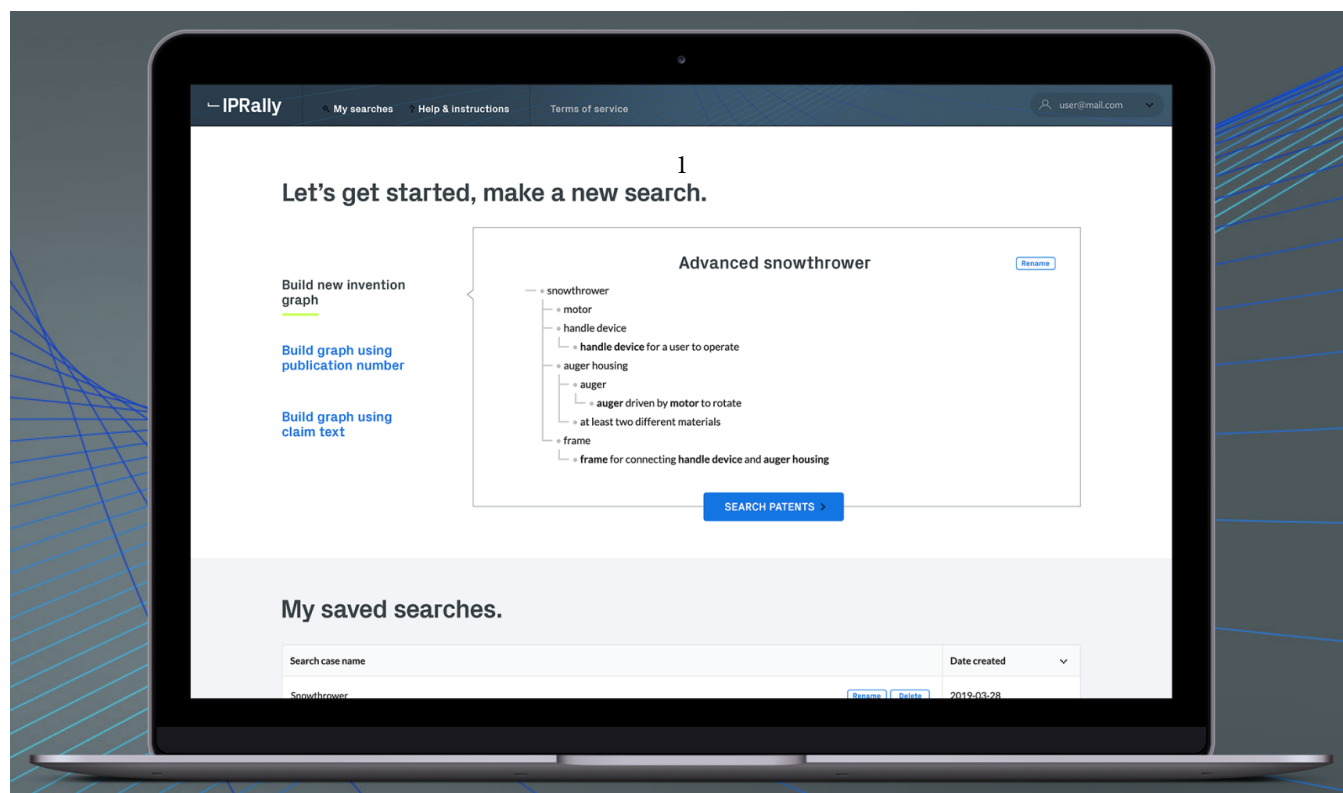 IPRally My searches ? Help & instructions Terms of service user@mail.com
1
Let's get started, make a new search.
Advanced snowthrower
Rename
Build new invention
graph
Build graph using
publication number
Build graph using
claim text
snowthrower
motor
handle device
handle device for a user to operate
auger housing
auger
auger driven by motor to rotate
at least two different materials
frame
frame for connecting handle device and auger housing
SEARCH PATENTS >
My saved searches.
Search case name Date created
Snowthrower Rename Delete 2019-03-28